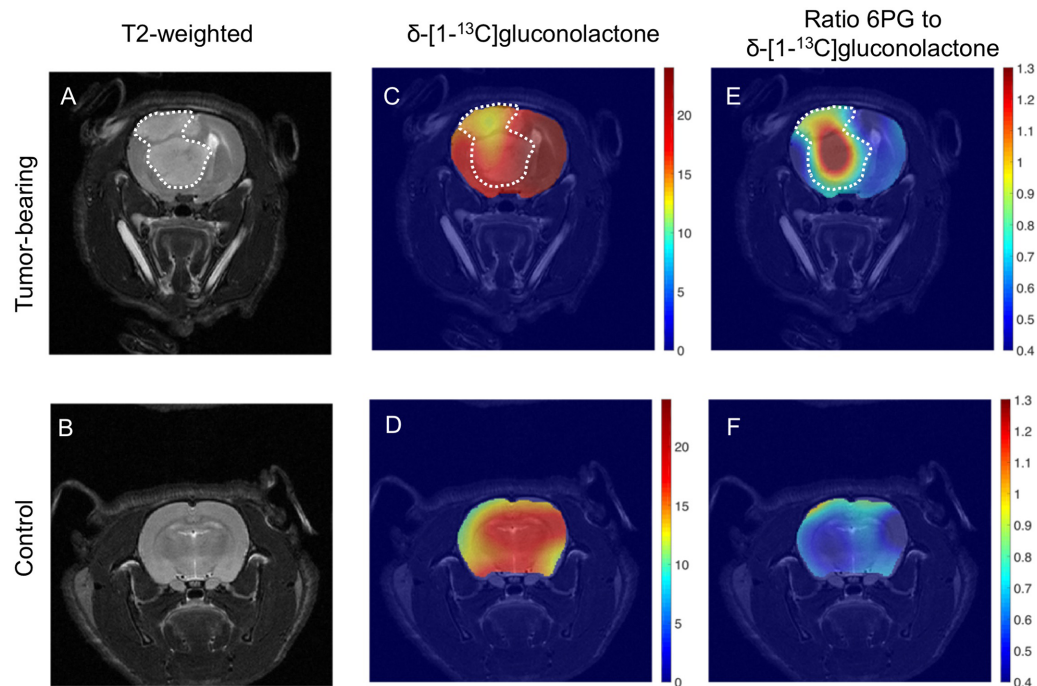 T2-weighted
δ-[1-¹³C]gluconolactone
Ratio 6PG to
δ-[1-¹³C]gluconolactone
Tumor-bearing
A
C
20
15
10
5
0
E
1.3
1.2
1.1
1
0.9
0.8
0.7
0.6
0.5
0.4
Control
B
D
20
15
10
5
0
F
1.3
1.2
1.1
1
0.9
0.8
0.7
0.6
0.5
0.4